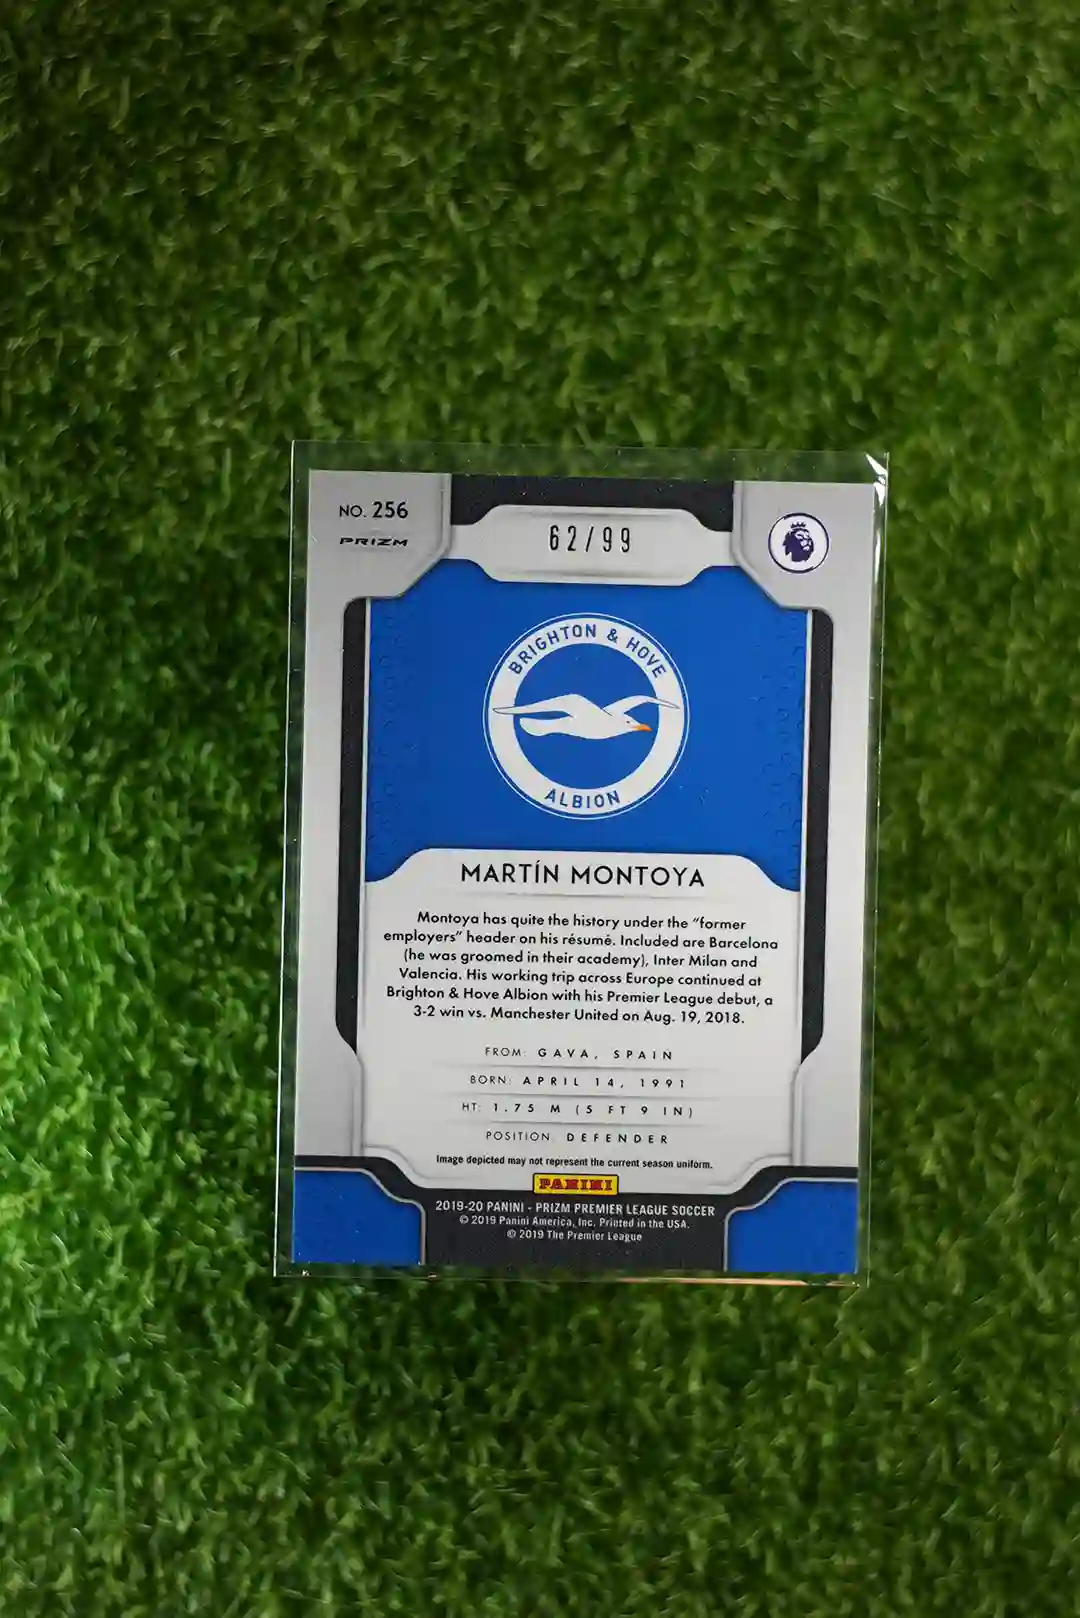 NO. 256
PRIZM
62/99
BRIGHTON & HOVE
ALBION
MARTÍN MONTOYA
Montoya has quite the history under the “former
employers” header on his résumé. Included are Barcelona
(he was groomed in their academy), Inter Milan and
Valencia. His working trip across Europe continued at
Brighton & Hove Albion with his Premier League debut, a
3-2 win vs. Manchester United on Aug. 19, 2018.
FROM: GAVA, SPAIN
BORN: APRIL 14, 1991
HT: 1.75 M (5 FT 9 IN)
POSITION: DEFENDER
Image depicted may not represent the current season uniform.
PANINI
2019-20 PANINI - PRIZM PREMIER LEAGUE SOCCER
© 2019 Panini America, Inc. Printed in the USA.
© 2019 The Premier League